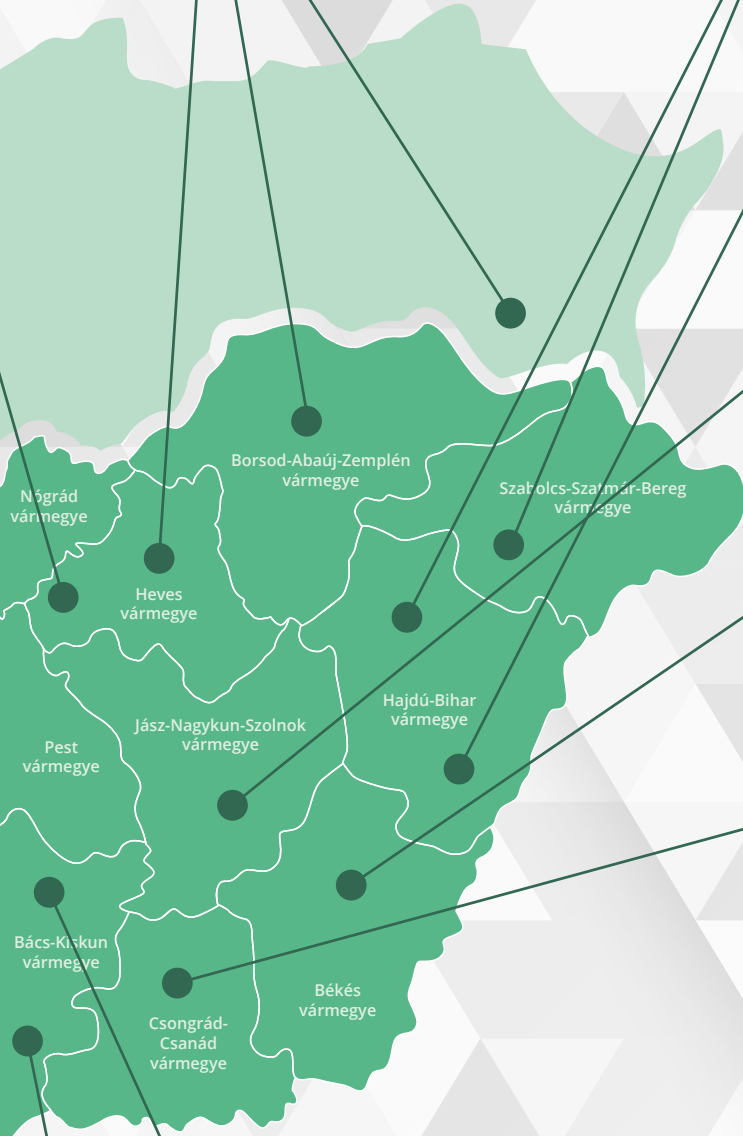 Borsod-Abaúj-Zemplén
vármegye
Szabolcs-Szatmár-Bereg
vármegye
Nógrád
vármegye
Heves
vármegye
Hajdú-Bihar
vármegye
Jász-Nagykun-Szolnok
vármegye
Pest
vármegye
Bács-Kiskun
vármegye
Békés
vármegye
Csongrád-
Csanád
vármegye